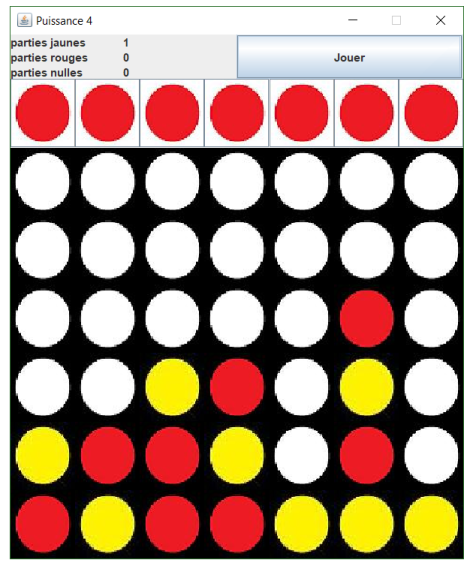 Puissance 4
parties jaunes 1
parties rouges 0
parties nulles 0
Jouer